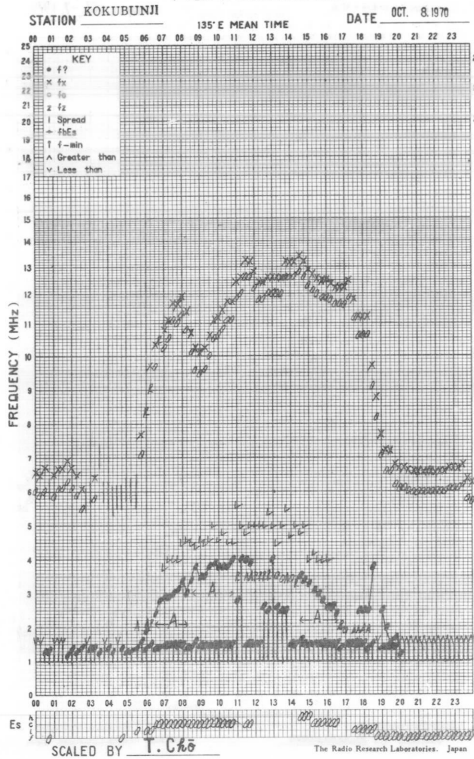 STATION KOKUBUNJI 135°E MEAN TIME DATE OCT. 8.1970
00 01 02 03 04 05 06 07 08 09 10 11 12 13 14 15 16 17 18 19 20 21 22 23
KEY
f?
x fx
o fo
z fz
| Spread
fbEs
f-min
^ Greater than
v Less than
25
24
23
22
21
20
19
18
17
16
15
14
13
12
11
10
9
8
7
6
5
4
3
2
1
0
FREQUENCY (MHz)
A
A
A
00 01 02 03 04 05 06 07 08 09 10 11 12 13 14 15 16 17 18 19 20 21 22 23
Es
SCALED BY T. Chō
The Radio Research Laboratories. Japan